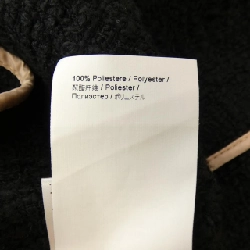 100% Poliestere / Polyester /
聚酯纤维 / Poliester /
Полиэстер / ポリエステル